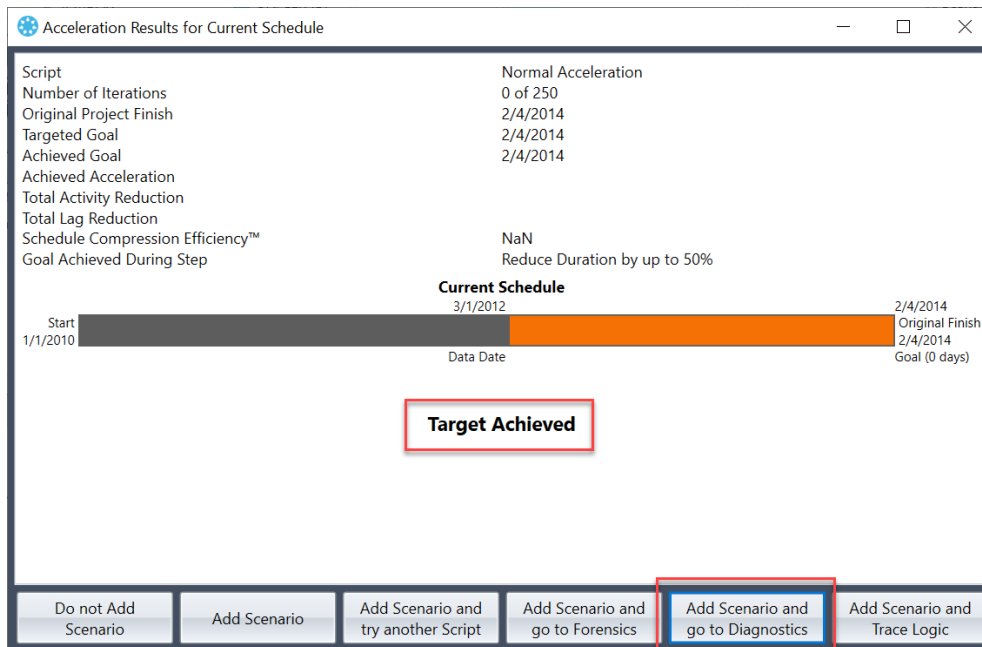 Acceleration Results for Current Schedule
Script Normal Acceleration
Number of Iterations 0 of 250
Original Project Finish 2/4/2014
Targeted Goal 2/4/2014
Achieved Goal 2/4/2014
Achieved Acceleration
Total Activity Reduction
Total Lag Reduction
Schedule Compression Efficiency™ NaN
Goal Achieved During Step Reduce Duration by up to 50%
Current Schedule
3/1/2012 2/4/2014
Start Original Finish
1/1/2010 2/4/2014
Data Date Goal (0 days)
Target Achieved
Do not Add
Scenario
Add Scenario
Add Scenario and
try another Script
Add Scenario and
go to Forensics
Add Scenario and
go to Diagnostics
Add Scenario and
Trace Logic